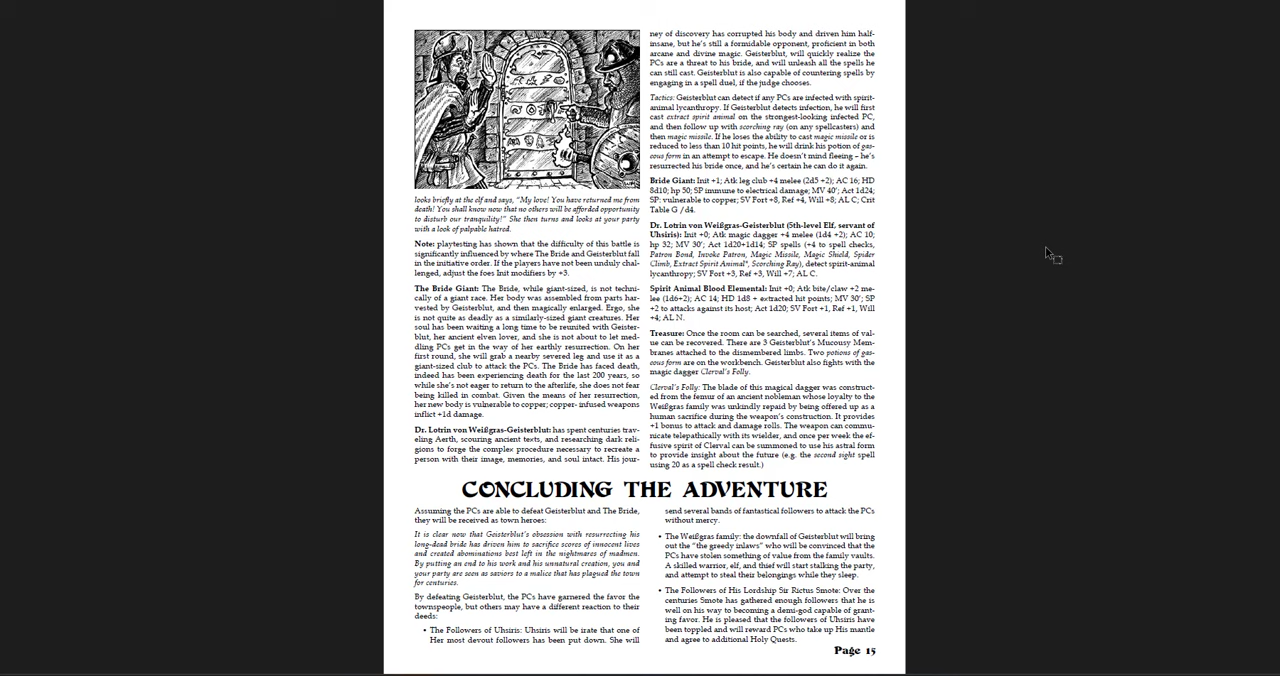 looks briefly at the elf and says, "My love! You have returned me from
death! You shall know now that no others will be afforded opportunity
to disturb our tranquility!" She then turns and looks at your party
with a look of palpable hatred.
Note: playtesting has shown that the difficulty of this battle is
significantly influenced by where The Bride and Geisterblut fall
in the initiative order. If the players have not been unduly chal-
lenged, adjust the foes Init modifiers by +3.
The Bride Giant: The Bride, while giant-sized, is not techni-
cally of a giant race. Her body was assembled from parts har-
vested by Geisterblut, and then magically enlarged. Ergo, she
is not quite as deadly as a similarly-sized giant creatures. Her
soul has been waiting a long time to be reunited with Geister-
blut, her ancient elven lover, and she is not about to let med-
dling PCs get in the way of her earthly resurrection. On her
first round, she will grab a nearby severed leg and use it as a
giant-sized club to attack the PCs. The Bride has faced death,
indeed has been experiencing death for the last 200 years, so
while she's not eager to return to the afterlife, she does not fear
being killed in combat. Given the means of her resurrection,
her new body is vulnerable to copper; copper- infused weapons
inflict +1d damage.
Dr. Lotrin von Weißgras-Geisterblut: has spent centuries trav-
eling Aerth, scouring ancient texts, and researching dark reli-
gions to forge the complex procedure necessary to recreate a
person with their image, memories, and soul intact. His jour-
ney of discovery has corrupted his body and driven him half-
insane, but he's still a formidable opponent, proficient in both
arcane and divine magic. Geisterblut, will quickly realize the
PCs are a threat to his bride, and will unleash all the spells he
can still cast. Geisterblut is also capable of countering spells by
engaging in a spell duel, if the judge chooses.
Tactics: Geisterblut can detect if any PCs are infected with spirit-
animal lycanthropy. If Geisterblut detects infection, he will first
cast extract spirit animal on the strongest-looking infected PC,
and then follow up with scorching ray (on any spellcasters) and
then magic missile. If he loses the ability to cast magic missile or is
reduced to less than 10 hit points, he will drink his potion of gas-
eous form in an attempt to escape. He doesn't mind fleeing – he's
resurrected his bride once, and he's certain he can do it again.
Bride Giant: Init +1; Atk leg club +4 melee (2d5 +2); AC 16; HD
8d10; hp 50; SP immune to electrical damage; MV 40'; Act 1d24;
SP: vulnerable to copper; SV Fort +8, Ref +4, Will +8; AL C; Crit
Table G /d4.
Dr. Lotrin von Weißgras-Geisterblut (5th-level Elf, servant of
Uhsiris): Init +0; Atk magic dagger +4 melee (1d4 +2); AC 10;
hp 32; MV 30'; Act 1d20+1d14; SP spells (+4 to spell checks,
Patron Bond, Invoke Patron, Magic Missile, Magic Shield, Spider
Climb, Extract Spirit Animal*, Scorching Ray), detect spirit-animal
lycanthropy; SV Fort +3, Ref +3, Will +7; AL C.
Spirit Animal Blood Elemental: Init +0; Atk bite/claw +2 me-
lee (1d6+2); AC 14; HD 1d8 + extracted hit points; MV 30'; SP
+2 to attacks against its host; Act 1d20; SV Fort +1, Ref +1, Will
+4; AL N.
Treasure: Once the room can be searched, several items of val-
ue can be recovered. There are 3 Geisterblut's Mucousy Mem-
branes attached to the dismembered limbs. Two potions of gas-
eous form are on the workbench. Geisterblut also fights with the
magic dagger Clerval's Folly.
Clerval's Folly: The blade of this magical dagger was construct-
ed from the femur of an ancient nobleman whose loyalty to the
Weißgras family was unkindly repaid by being offered up as a
human sacrifice during the weapon's construction. It provides
+1 bonus to attack and damage rolls. The weapon can commu-
nicate telepathically with its wielder, and once per week the ef-
fusive spirit of Clerval can be summoned to use his astral form
to provide insight about the future (e.g. the second sight spell
using 20 as a spell check result.)
CONCLUDING THE ADVENTURE
Assuming the PCs are able to defeat Geisterblut and The Bride,
they will be received as town heroes:
It is clear now that Geisterblut's obsession with resurrecting his
long-dead bride has driven him to sacrifice scores of innocent lives
and created abominations best left in the nightmares of madmen.
By putting an end to his work and his unnatural creation, you and
your party are seen as saviors to a malice that has plagued the town
for centuries.
By defeating Geisterblut, the PCs have garnered the favor the
townspeople, but others may have a different reaction to their
deeds:
• The Followers of Uhsiris: Uhsiris will be irate that one of
Her most devout followers has been put down. She will
send several bands of fantastical followers to attack the PCs
without mercy.
• The Weißgras family: the downfall of Geisterblut will bring
out the "the greedy inlaws" who will be convinced that the
PCs have stolen something of value from the family vaults.
A skilled warrior, elf, and thief will start stalking the party,
and attempt to steal their belongings while they sleep.
• The Followers of His Lordship Sir Rictus Smote: Over the
centuries Smote has gathered enough followers that he is
well on his way to becoming a demi-god capable of grant-
ing favor. He is pleased that the followers of Uhsiris have
been toppled and will reward PCs who take up His mantle
and agree to additional Holy Quests.
Page 15